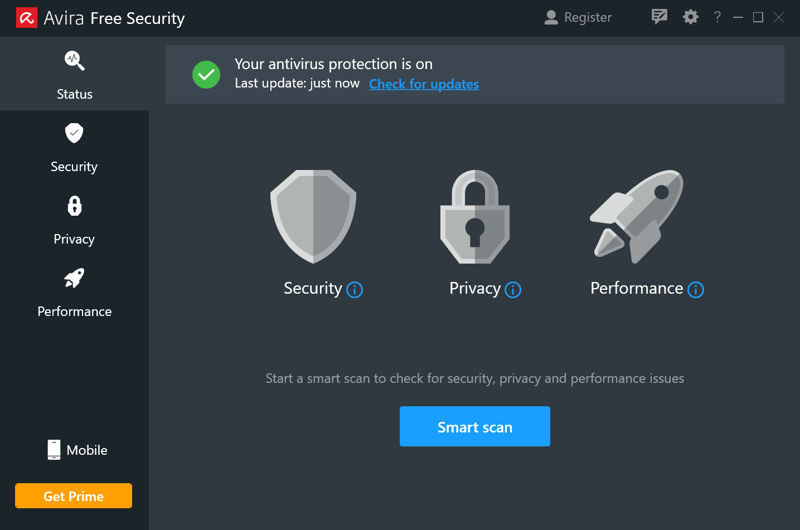 Avira Free Security
Register
?
Status
Security
Privacy
Performance
Mobile
Get Prime
Your antivirus protection is on
Last update: just now Check for updates
Security
Privacy
Performance
Start a smart scan to check for security, privacy and performance issues
Smart scan